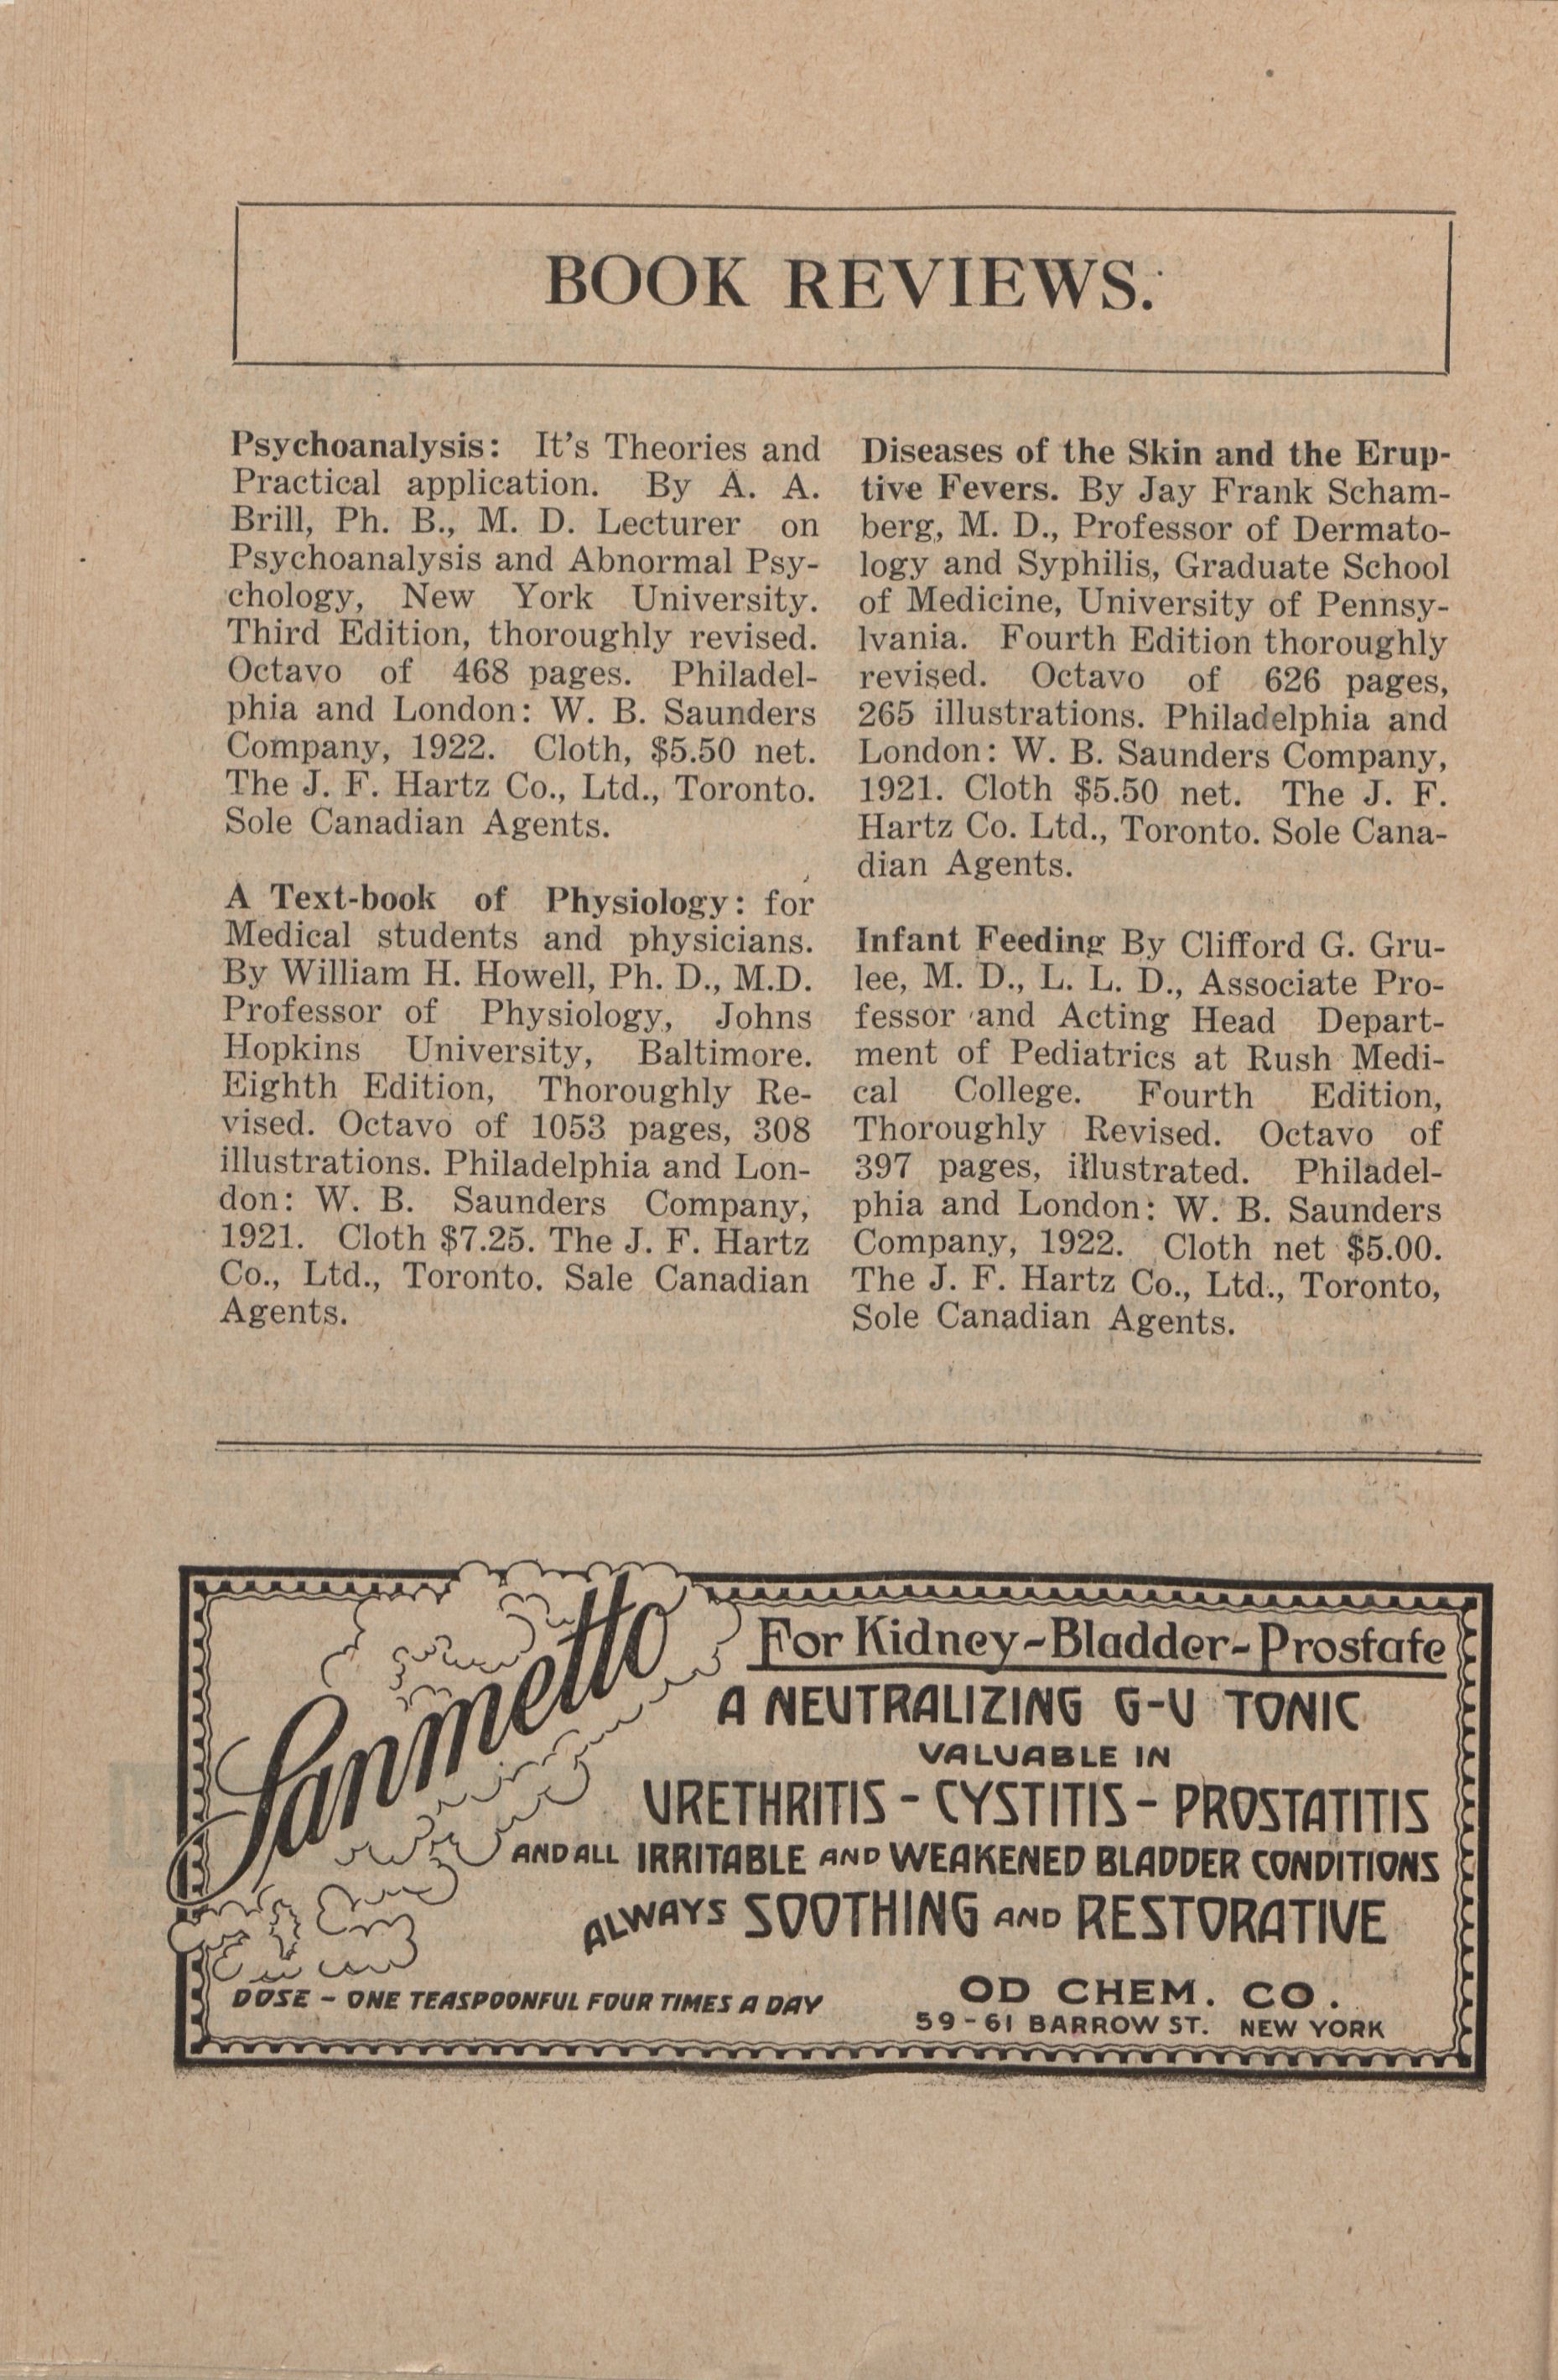 BOOK REVIEWS.
Psychoanalysis: It's Theories and
Practical application. By A. A.
Brill, Ph. B., M. D. Lecturer on
Psychoanalysis and Abnormal Psy-
chology, New York University.
Third Edition, thoroughly revised.
Octavo of 468 pages. Philadel-
phia and London: W. B. Saunders
Company, 1922. Cloth, $5.50 net.
The J. F. Hartz Co., Ltd., Toronto.
Sole Canadian Agents.
A Text-book of Physiology: for
Medical students and physicians.
By William H. Howell, Ph. D., M.D.
Professor of Physiology, Johns
Hopkins University, Baltimore.
Eighth Edition, Thoroughly Re-
vised. Octavo of 1053 pages, 308
illustrations. Philadelphia and Lon-
don: W. B. Saunders Company,
1921. Cloth $7.25. The J. F. Hartz
Co., Ltd., Toronto. Sale Canadian
Agents.
Diseases of the Skin and the Erup-
tive Fevers. By Jay Frank Scham-
berg, M. D., Professor of Dermato-
logy and Syphilis, Graduate School
of Medicine, University of Pennsy-
lvania. Fourth Edition thoroughly
revised. Octavo of 626 pages,
265 illustrations. Philadelphia and
London: W. B. Saunders Company,
1921. Cloth $5.50 net. The J. F.
Hartz Co. Ltd., Toronto. Sole Cana-
dian Agents.
Infant Feeding By Clifford G. Gru-
lee, M. D., L. L. D., Associate Pro-
fessor and Acting Head Depart-
ment of Pediatrics at Rush Medi-
cal College. Fourth Edition,
Thoroughly Revised. Octavo of
397 pages, illustrated. Philadel-
phia and London: W. B. Saunders
Company, 1922. Cloth net $5.00.
The J. F. Hartz Co., Ltd., Toronto,
Sole Canadian Agents.
Sanmetto
For Kidney-Bladder-Prostate
A NEUTRALIZING G-U TONIC
VALUABLE IN
URETHRITIS - CYSTITIS - PROSTATITIS
AND ALL IRRITABLE AND WEAKENED BLADDER CONDITIONS
ALWAYS SOOTHING AND RESTORATIVE
DOSE - ONE TEASPOONFUL FOUR TIMES A DAY
OD CHEM. CO.
59-61 BARROW ST. NEW YORK